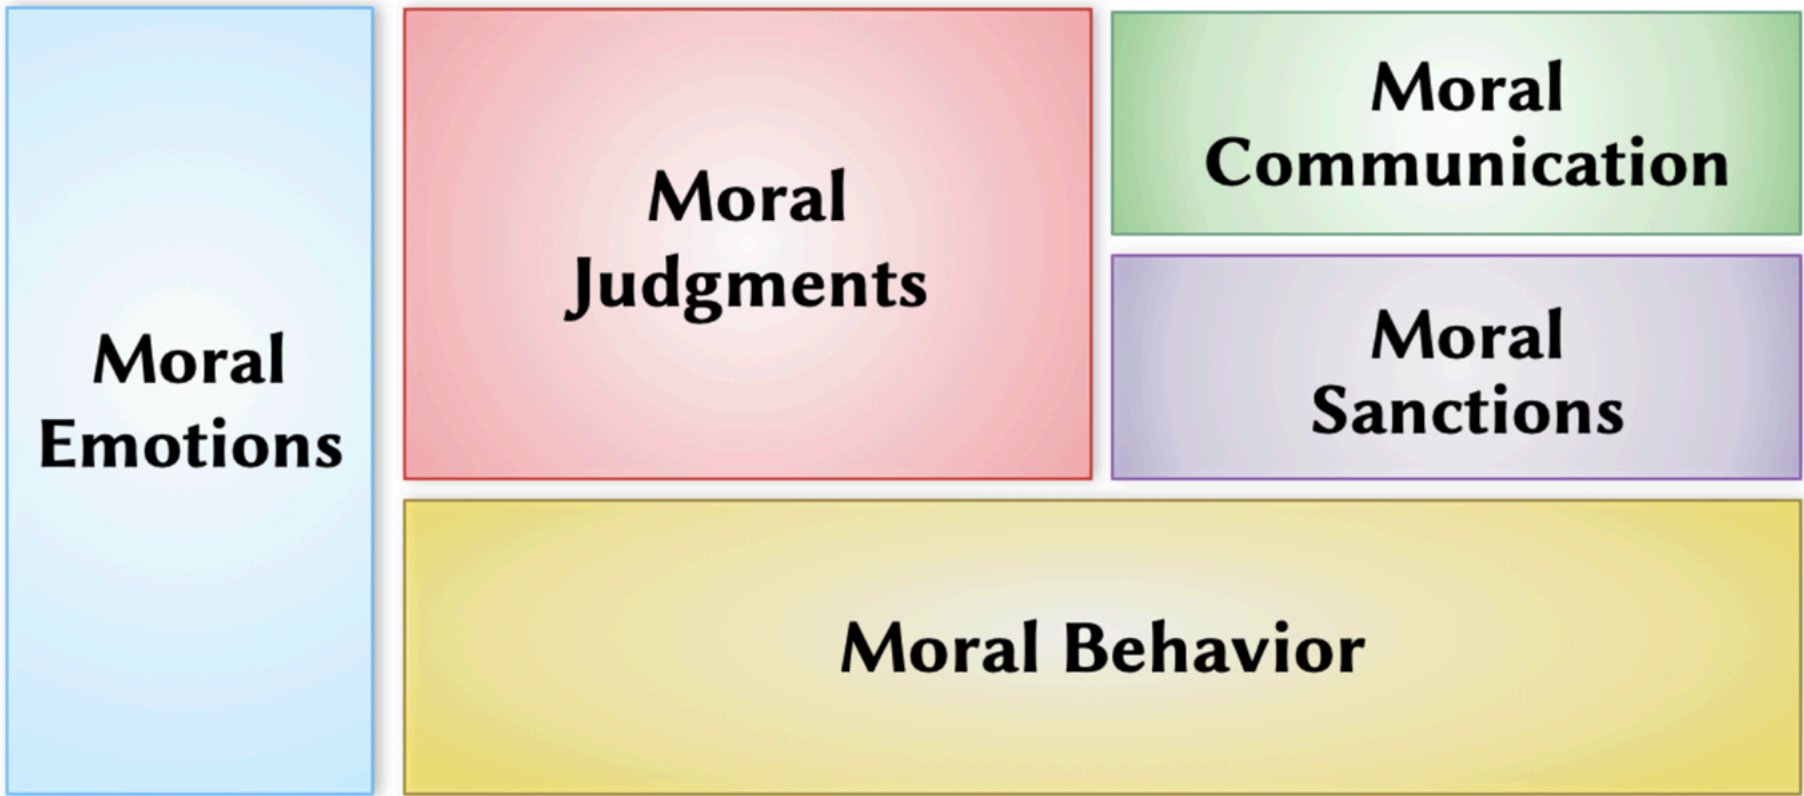 Moral
Emotions
Moral
Judgments
Moral
Communication
Moral
Sanctions
Moral Behavior